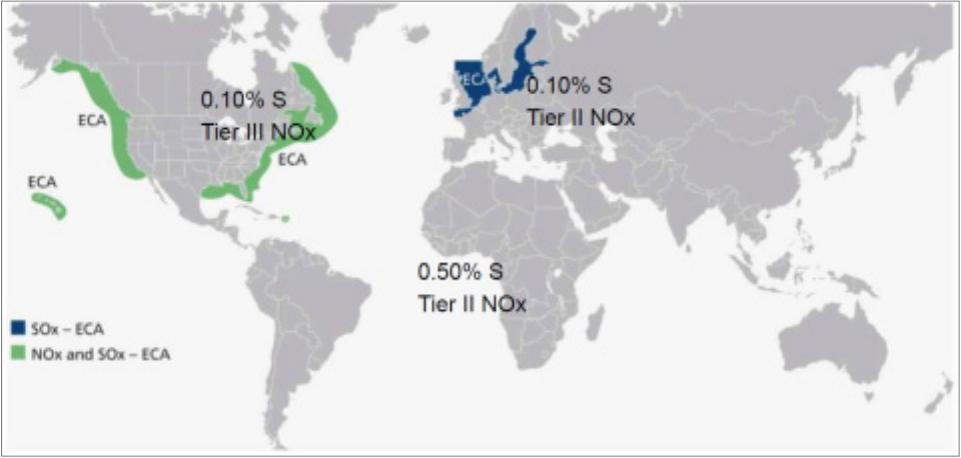 0.10% S
Tier III NOx
ECA
ECA
ECA
ECA
0.10% S
Tier II NOx
0.50% S
Tier II NOx
SOx – ECA
NOx and SOx – ECA